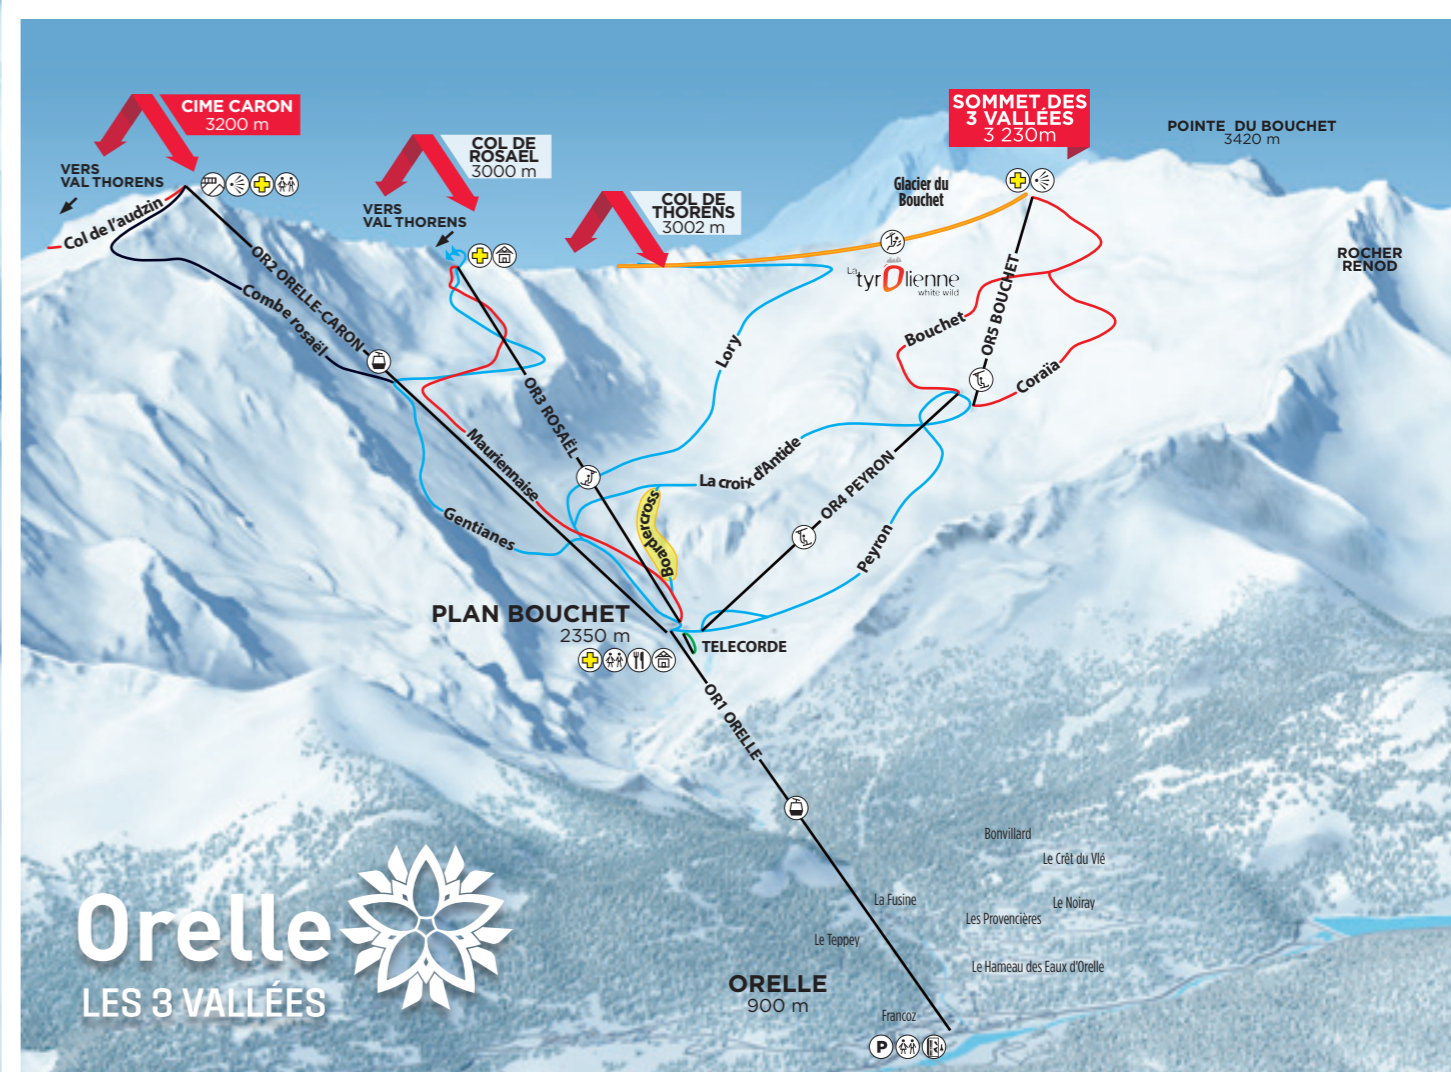 CIME CARON
3200 m
VERS
VAL THORENS
Col de l'audzin
COL DE
ROSAEL
3000 m
VERS
VAL THORENS
COL DE
THORENS
3002 m
SOMMET DES
3 VALLÉES
3 230m
POINTE DU BOUCHET
3420 m
Glacier du
Bouchet
ROCHER
RENOD
La tyrOlienne
white wild
OR2 ORELLE-CARON
Combe rosaël
OR3 ROSAËL
Lory
Bouchet
OR5 BOUCHET
Coraïa
Mauriennaise
Gentianes
La croix d'Antide
Boardercross
OR4 PEYRON
Peyron
PLAN BOUCHET
2350 m
TELECORDE
OR1 ORELLE
Bonvillard
Le Crêt du Vlé
La Fusine
Le Noiray
Les Provencières
Le Teppey
Le Hameau des Eaux d'Orelle
ORELLE
900 m
Francoz
P
Orelle
LES 3 VALLÉES